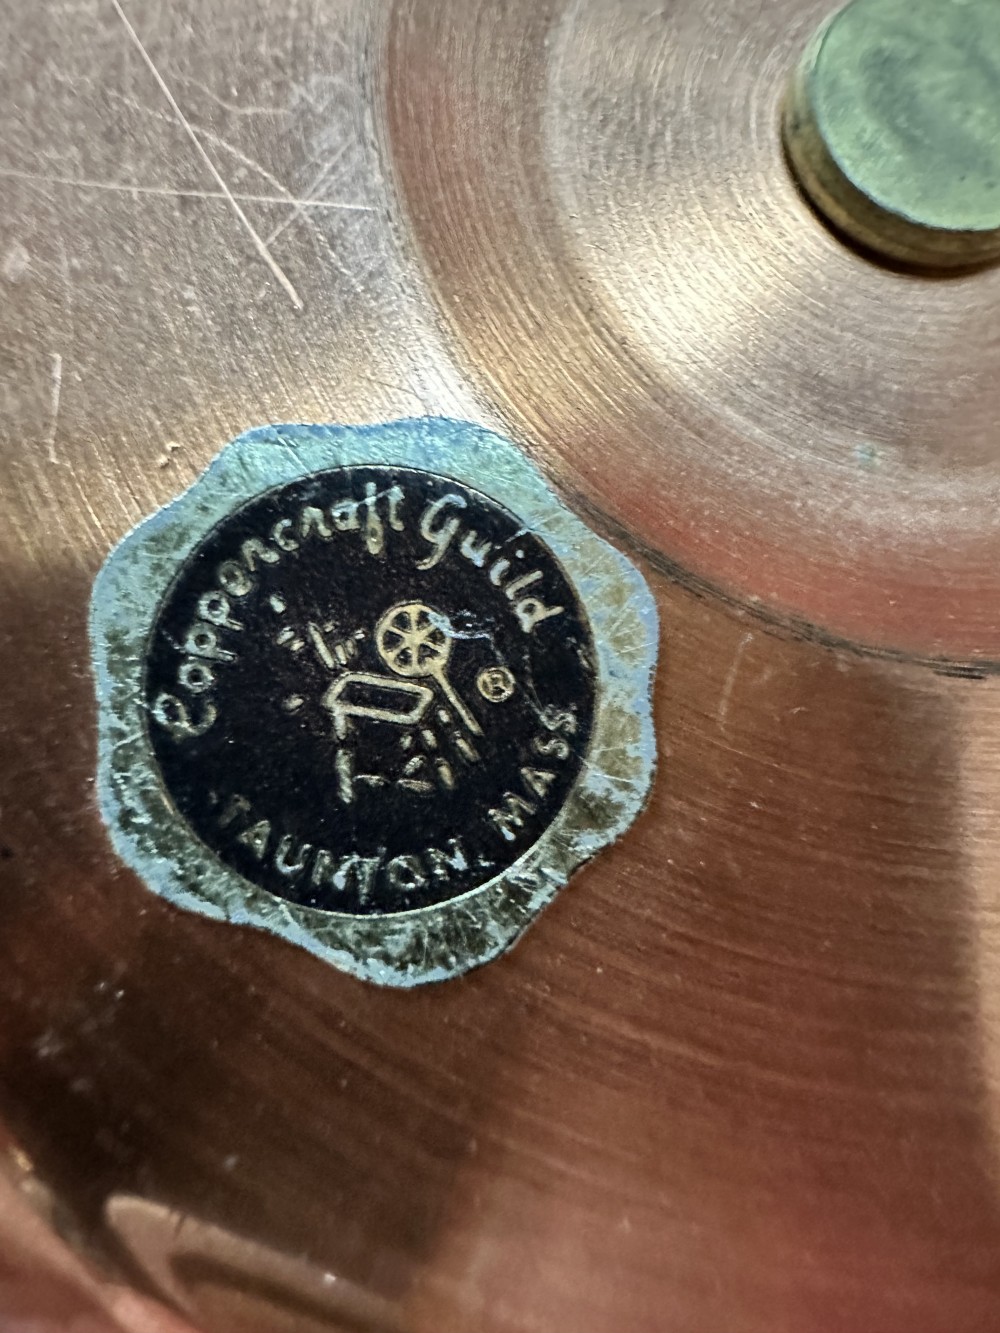 Coppercraft Guild
®
TAUNTON, MASS